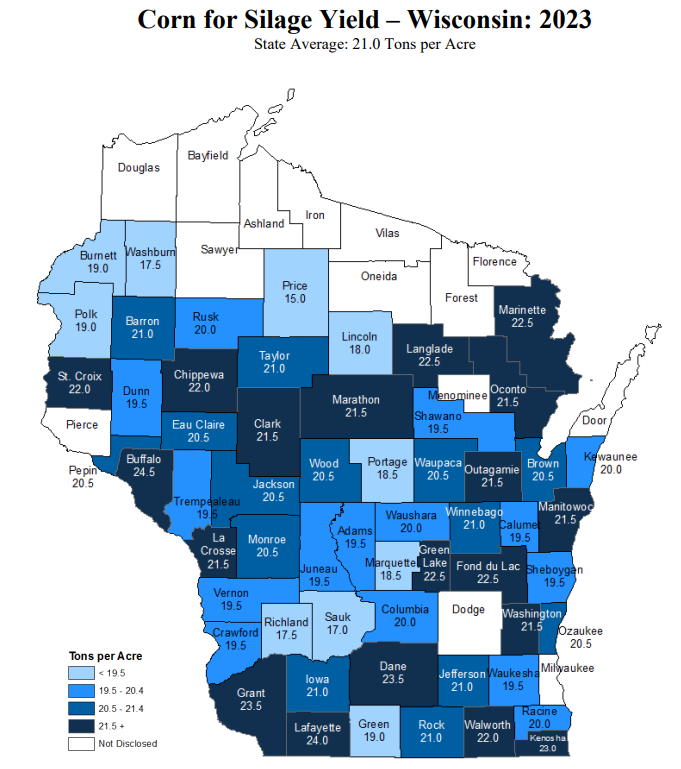 Corn for Silage Yield – Wisconsin: 2023
State Average: 21.0 Tons per Acre
Douglas
Bayfield
Ashland
Iron
Vilas
Burnett
19.0
Washburn
17.5
Sawyer
Price
15.0
Oneida
Florence
Forest
Marinette
22.5
Polk
19.0
Barron
21.0
Rusk
20.0
Lincoln
18.0
Langlade
22.5
Taylor
21.0
St. Croix
22.0
Dunn
19.5
Chippewa
22.0
Marathon
21.5
Menominee
Oconto
21.5
Shawano
19.5
Pierce
Eau Claire
20.5
Clark
21.5
Door
Pepin
20.5
Buffalo
24.5
Trempealeau
19.5
Jackson
20.5
Wood
20.5
Portage
18.5
Waupaca
20.5
Outagamie
21.5
Brown
20.5
Kewaunee
20.0
La
Crosse
21.5
Monroe
20.5
Juneau
19.5
Adams
19.5
Waushara
20.0
Winnebago
21.0
Calumet
19.5
Manitowoc
21.5
Marquette
18.5
Green
Lake
22.5
Fond du Lac
22.5
Sheboygan
19.5
Vernon
19.5
Crawford
19.5
Richland
17.5
Sauk
17.0
Columbia
20.0
Dodge
Washington
21.5
Ozaukee
20.5
Grant
23.5
Iowa
21.0
Dane
23.5
Jefferson
21.0
Waukesha
19.5
Milwaukee
Lafayette
24.0
Green
19.0
Rock
21.0
Walworth
22.0
Racine
20.0
Kenosha
23.0
Tons per Acre
< 19.5
19.5 - 20.4
20.5 - 21.4
21.5 +
Not Disclosed